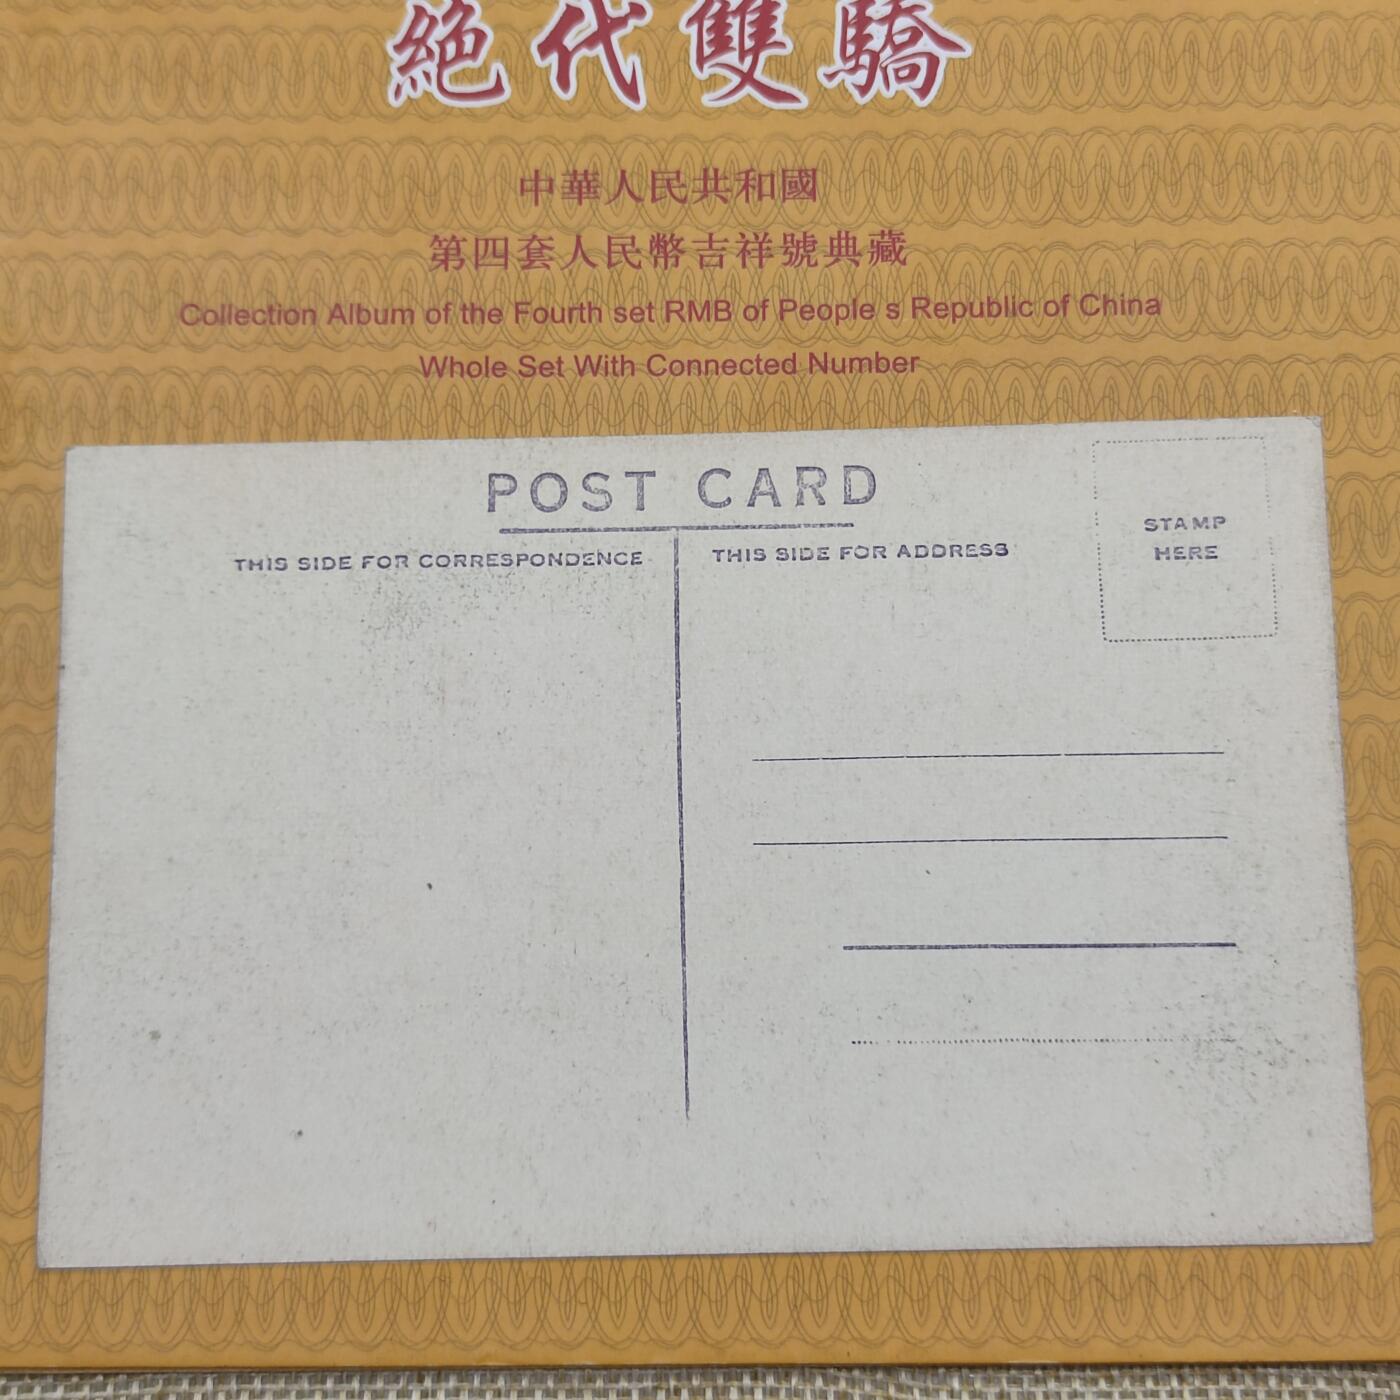 絕代雙驕
中華人民共和國
第四套人民幣吉祥號典藏
Collection Album of the Fourth set RMB of People s Republic of China
Whole Set With Connected Number
POST CARD
THIS SIDE FOR CORRESPONDENCE
THIS SIDE FOR ADDRESS
STAMP
HERE